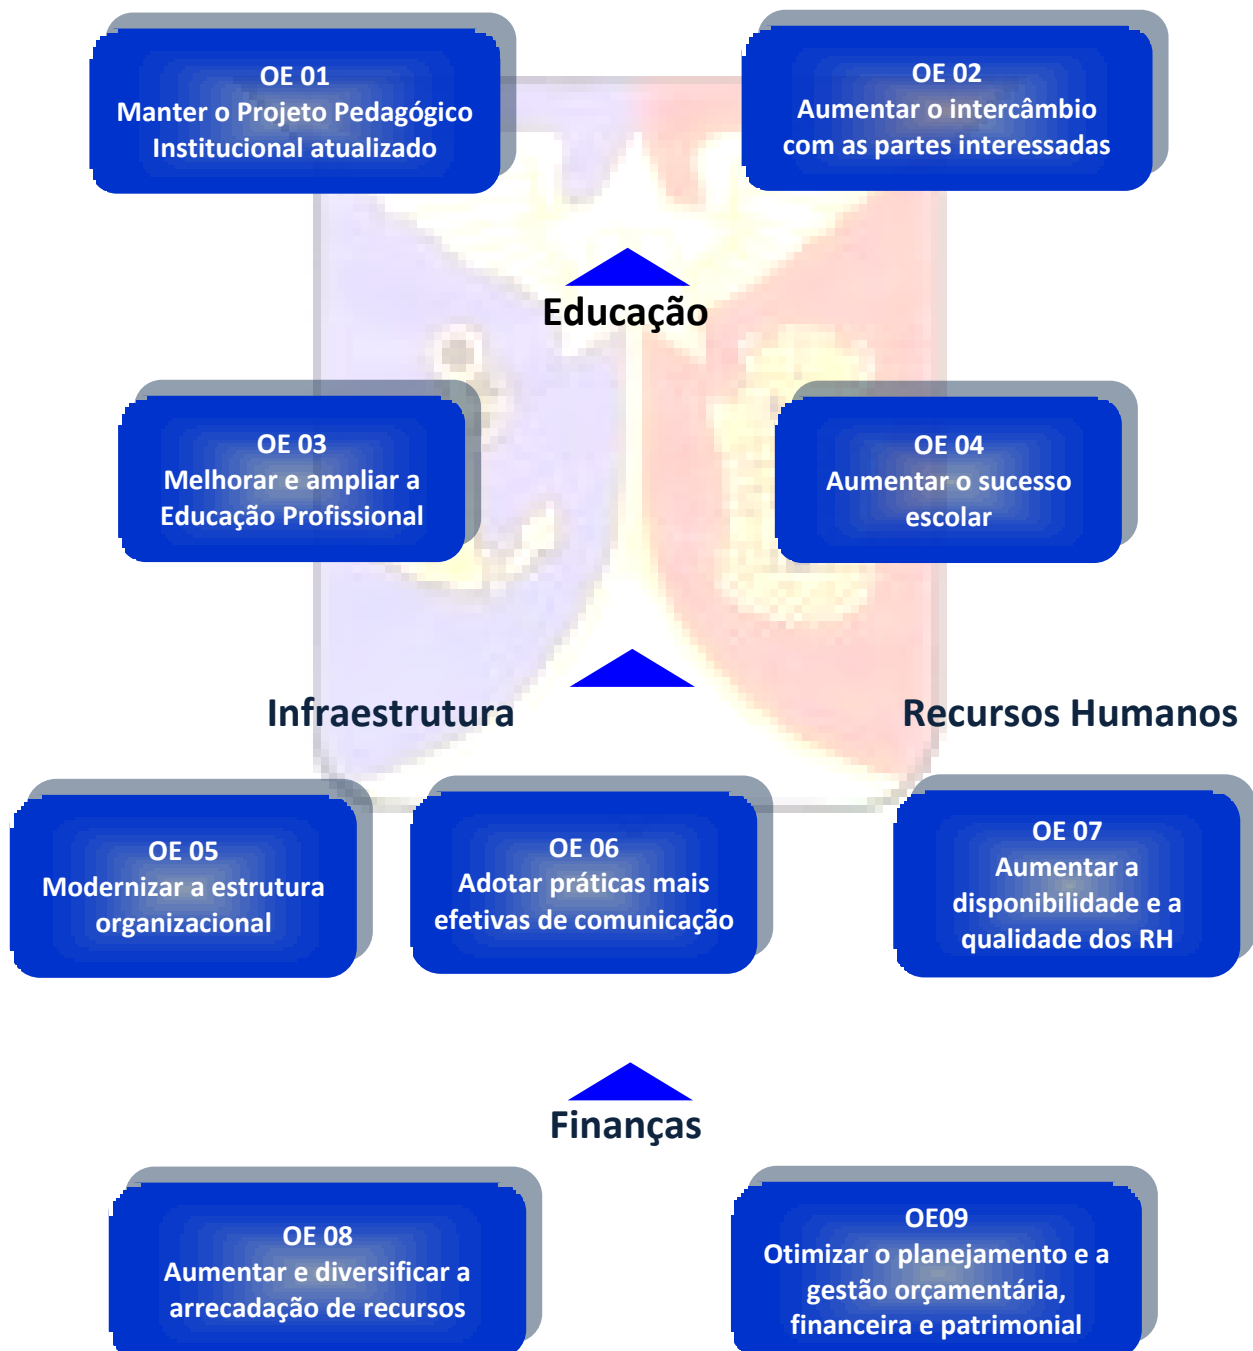 OE 01
Manter o Projeto Pedagógico
Institucional atualizado
OE 02
Aumentar o intercâmbio
com as partes interessadas
Educação
OE 03
Melhorar e ampliar a
Educação Profissional
OE 04
Aumentar o sucesso
escolar
Infraestrutura
Recursos Humanos
OE 05
Modernizar a estrutura
organizacional
OE 06
Adotar práticas mais
efetivas de comunicação
OE 07
Aumentar a
disponibilidade e a
qualidade dos RH
Finanças
OE 08
Aumentar e diversificar a
arrecadação de recursos
OE09
Otimizar o planejamento e a
gestão orçamentária,
financeira e patrimonial